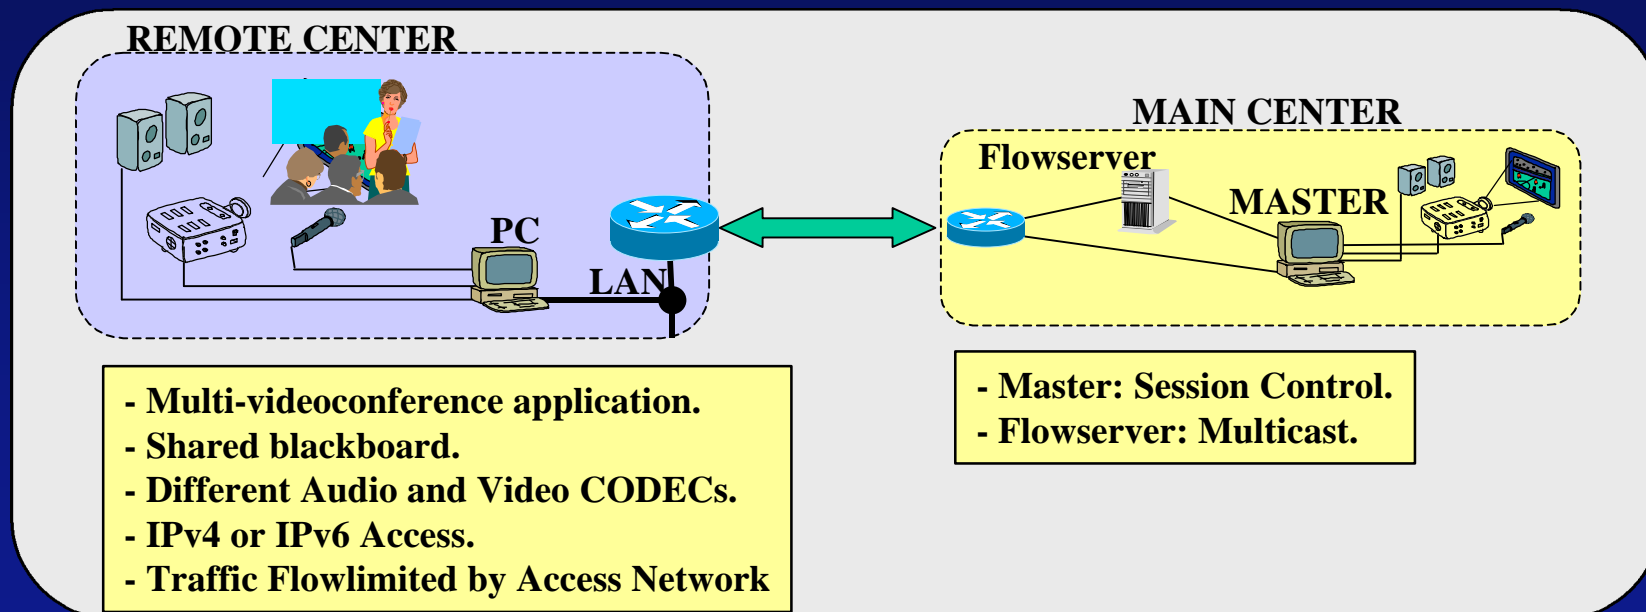 REMOTE CENTER
PC
LAN
- Multi-videoconference application.
- Shared blackboard.
- Different Audio and Video CODECs.
- IPv4 or IPv6 Access.
- Traffic Flowlimited by Access Network
MAIN CENTER
Flowserver
MASTER
- Master: Session Control.
- Flowserver: Multicast.